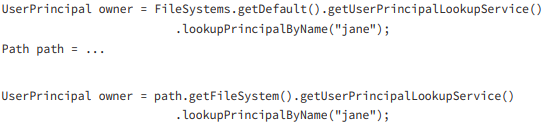 UserPrincipal owner = FileSystems.getDefault().getUserPrincipalLookupService()
.lookupPrincipalByName("jane");
Path path = ...
UserPrincipal owner = path.getFileSystem().getUserPrincipalLookupService()
.lookupPrincipalByName("jane");